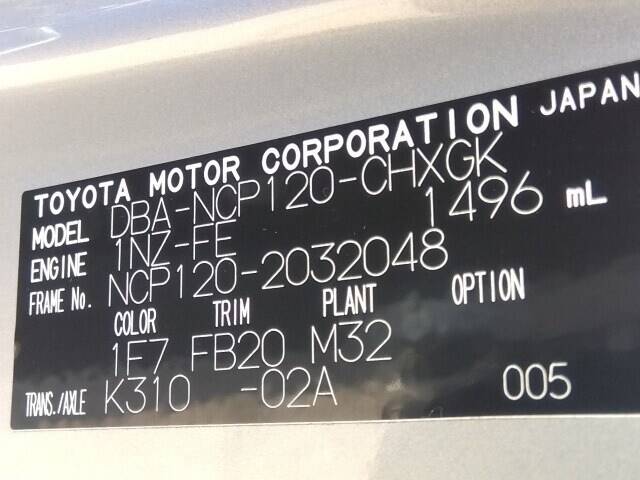 TOYOTA MOTOR CORPORATION JAPAN
MODEL DBA-NCP120-CHXGK
ENGINE 1NZ-FE 1496 mL
FRAME No. NCP120-2032048
COLOR TRIM PLANT OPTION
1F7 FB20 M32
TRANS./AXLE K310 -02A 005